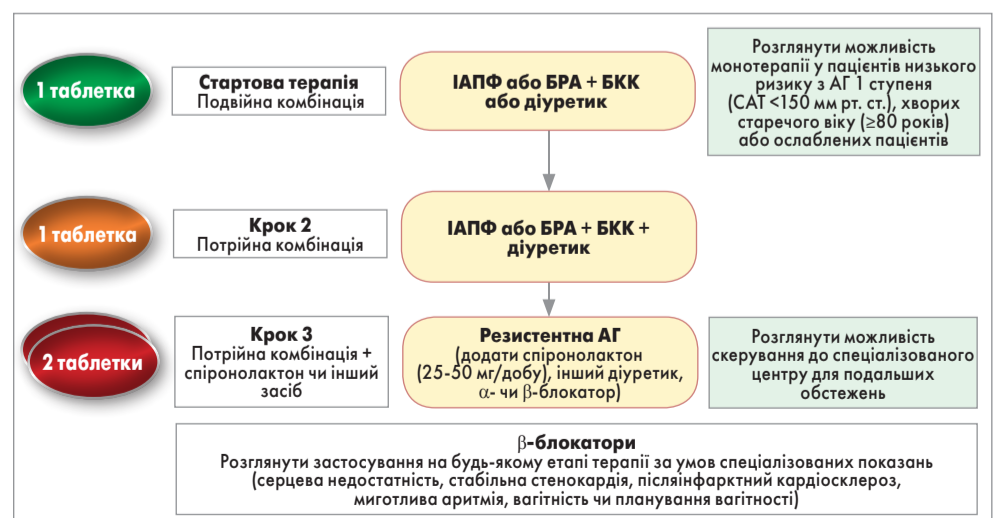 1 таблетка
Стартова терапія
Подвійна комбінація
ІАПФ або БРА + БКК
або діуретик
Розглянути можливість
монотерапії у пацієнтів низького
ризику з АГ 1 ступеня
(САТ <150 мм рт. ст.), хворих
старечого віку (≥80 років)
або ослаблених пацієнтів
1 таблетка
Крок 2
Потрійна комбінація
ІАПФ або БРА + БКК +
діуретик
2 таблетки
Крок 3
Потрійна комбінація +
спіронолактон чи інший
засіб
Резистентна АГ
(додати спіронолактон
(25-50 мг/добу), інший діуретик,
α- чи β-блокатор)
Розглянути можливість
скерування до спеціалізованого
центру для подальших
обстежень
β-блокатори
Розглянути застосування на будь-якому етапі терапії за умов спеціалізованих показань
(серцева недостатність, стабільна стенокардія, післяінфарктний кардіосклероз,
миготлива аритмія, вагітність чи планування вагітності)